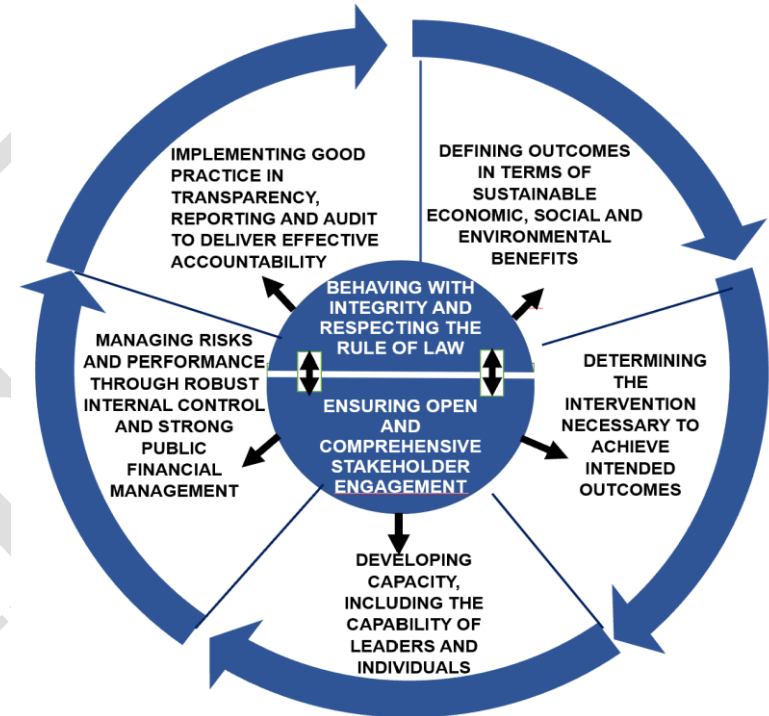 IMPLEMENTING GOOD
PRACTICE IN
TRANSPARENCY,
REPORTING AND AUDIT
TO DELIVER EFFECTIVE
ACCOUNTABILITY
DEFINING OUTCOMES
IN TERMS OF
SUSTAINABLE
ECONOMIC, SOCIAL AND
ENVIRONMENTAL
BENEFITS
BEHAVING WITH
INTEGRITY AND
RESPECTING THE
RULE OF LAW
MANAGING RISKS
AND PERFORMANCE
THROUGH ROBUST
INTERNAL CONTROL
AND STRONG
PUBLIC
FINANCIAL
MANAGEMENT
ENSURING OPEN
AND
COMPREHENSIVE
STAKEHOLDER
ENGAGEMENT
DETERMINING
THE
INTERVENTION
NECESSARY TO
ACHIEVE
INTENDED
OUTCOMES
DEVELOPING
CAPACITY,
INCLUDING THE
CAPABILITY OF
LEADERS AND
INDIVIDUALS